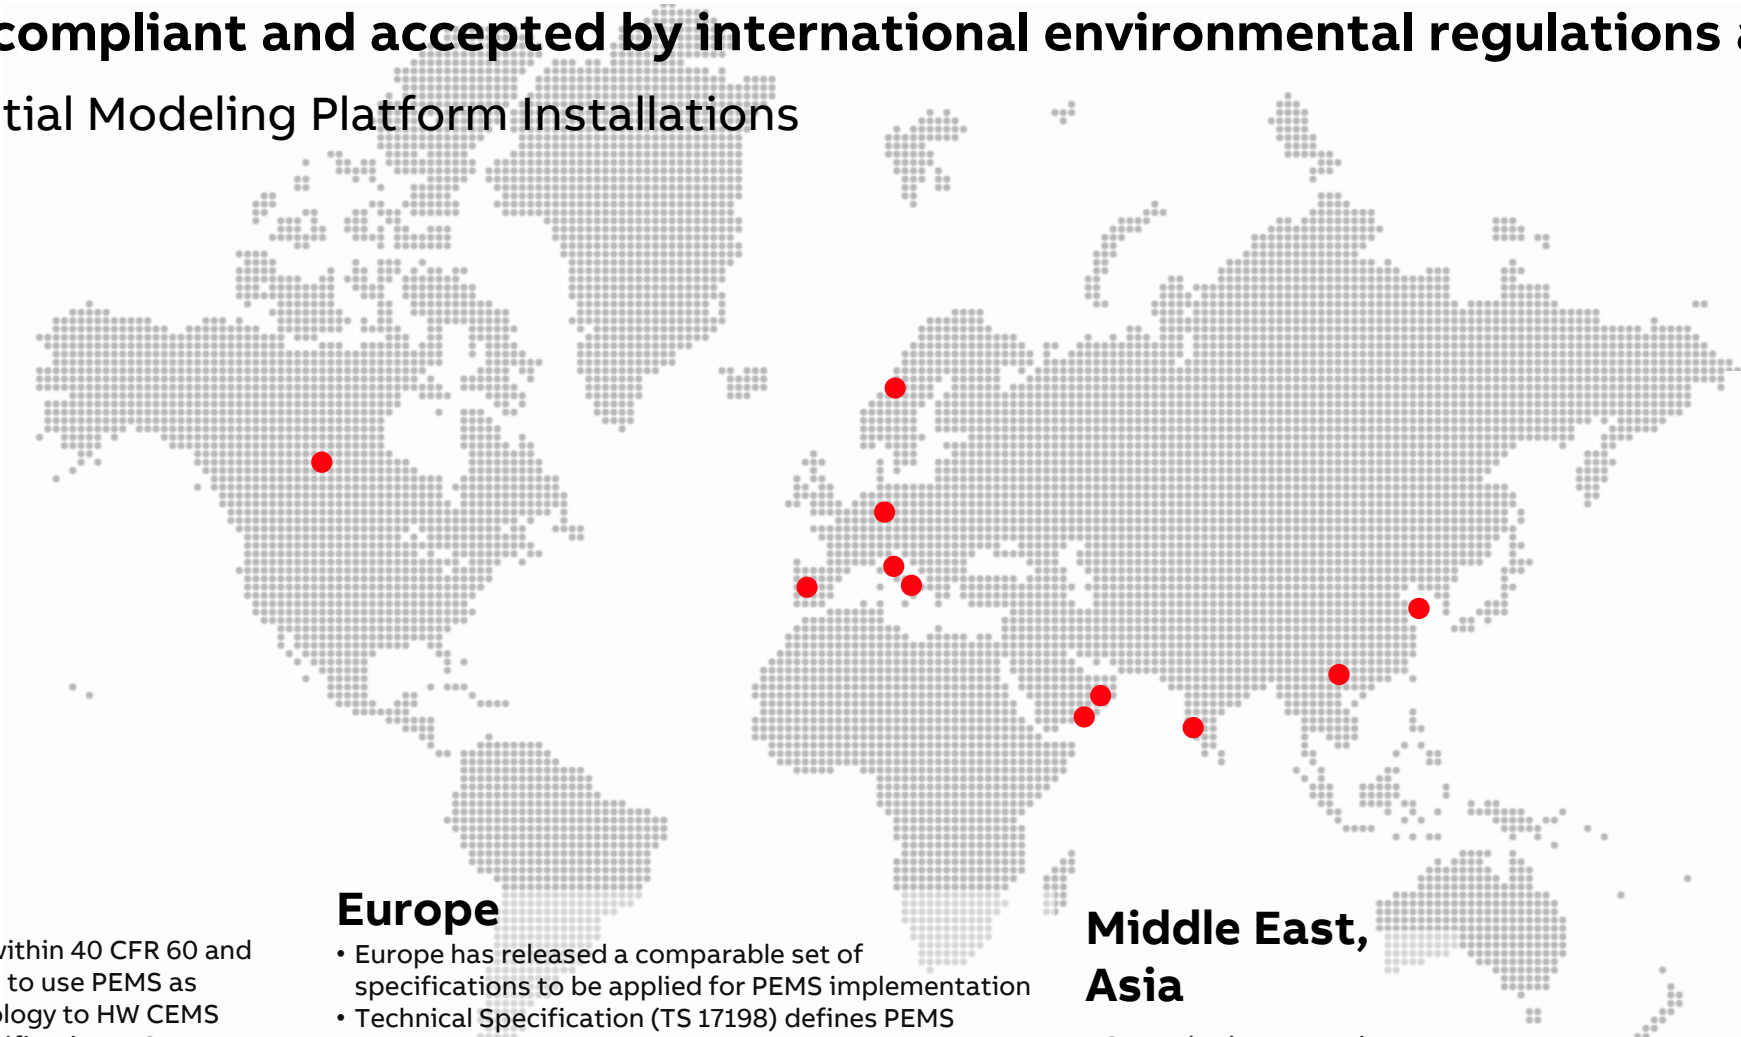 compliant and accepted by international environmental regulations
tial Modeling Platform Installations
within 40 CFR 60 and
to use PEMS as
ology to HW CEMS
Europe
• Europe has released a comparable set of
specifications to be applied for PEMS implementation
• Technical Specification (TS 17198) defines PEMS
Middle East,
Asia